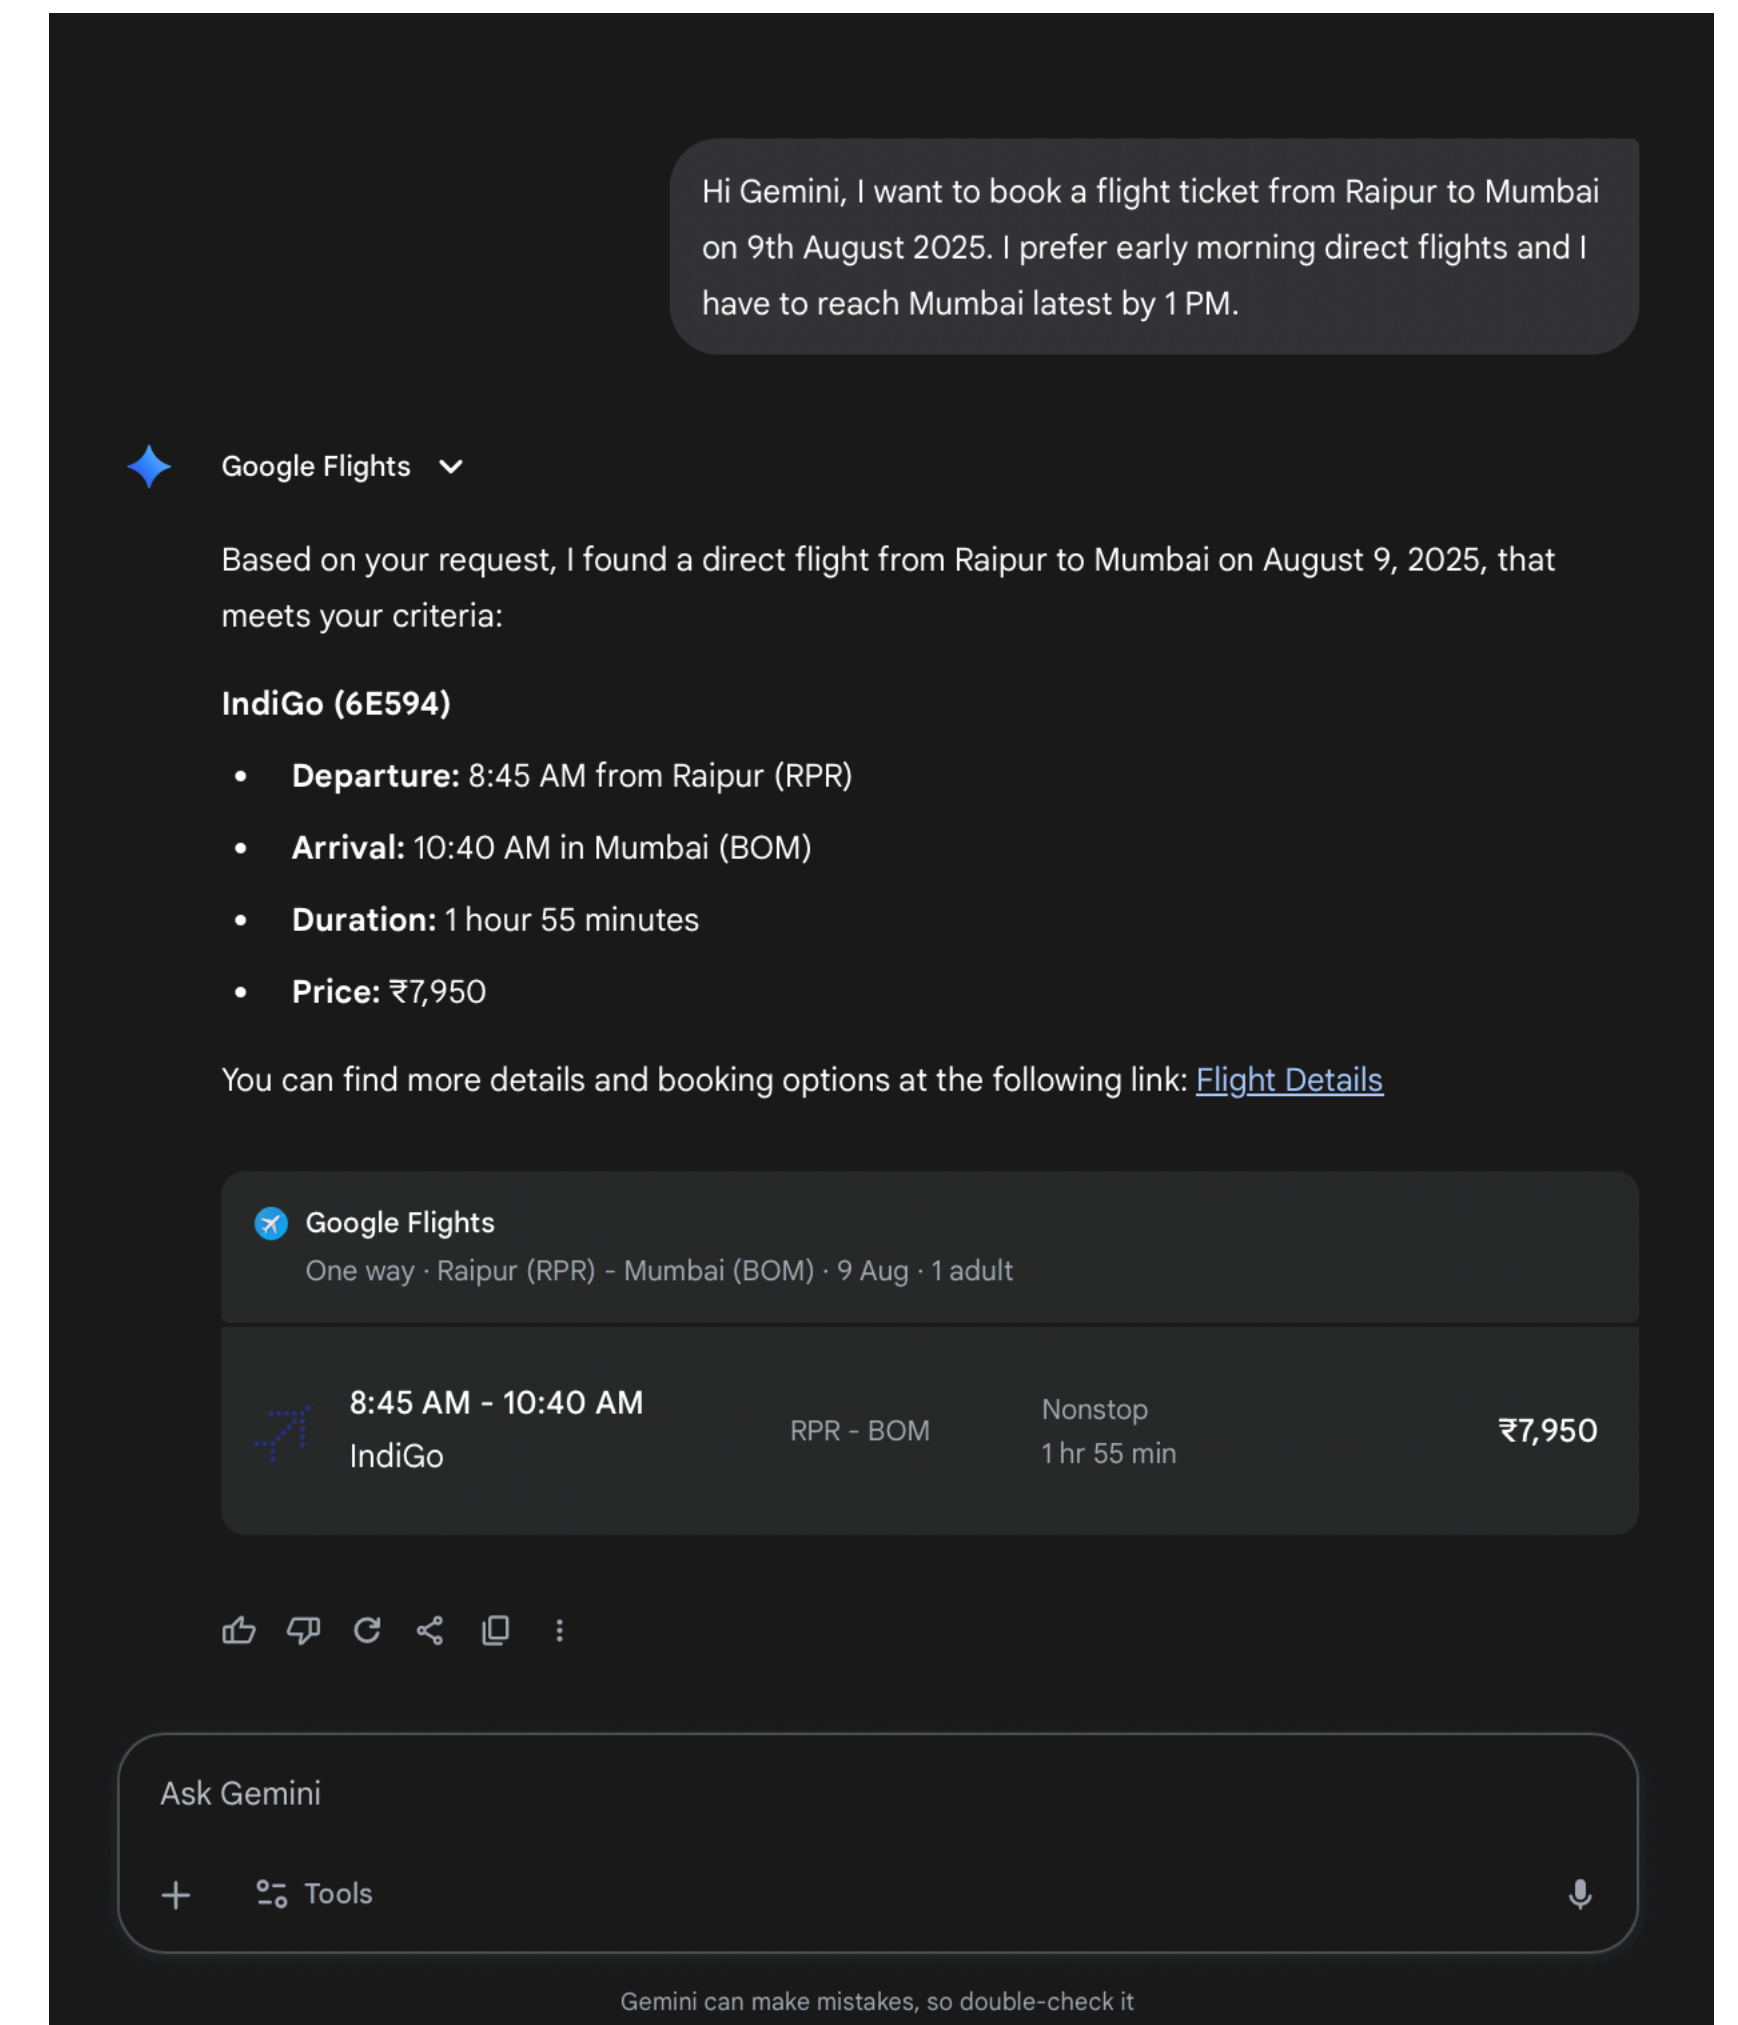 Hi Gemini, I want to book a flight ticket from Raipur to Mumbai
on 9th August 2025. I prefer early morning direct flights and I
have to reach Mumbai latest by 1 PM.
Google Flights
Based on your request, I found a direct flight from Raipur to Mumbai on August 9, 2025, that
meets your criteria:
IndiGo (6E594)
• Departure: 8:45 AM from Raipur (RPR)
• Arrival: 10:40 AM in Mumbai (BOM)
• Duration: 1 hour 55 minutes
• Price: ₹7,950
You can find more details and booking options at the following link: Flight Details
Google Flights
One way · Raipur (RPR) - Mumbai (BOM) · 9 Aug · 1 adult
8:45 AM - 10:40 AM
IndiGo
RPR - BOM
Nonstop
1 hr 55 min
₹7,950
Ask Gemini
Tools
Gemini can make mistakes, so double-check it